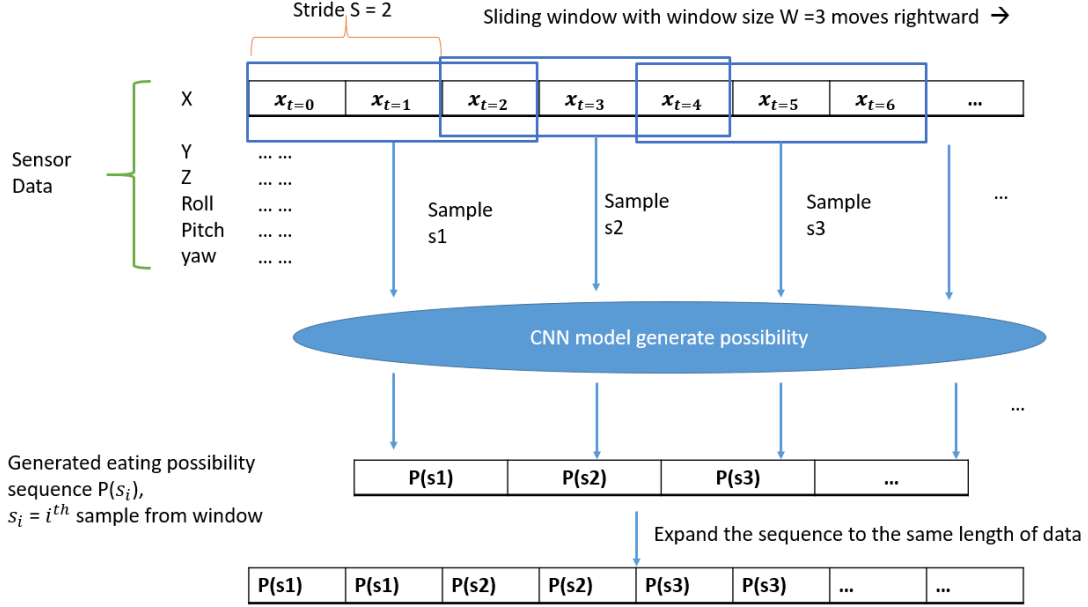 Stride S = 2
Sliding window with window size W =3 moves rightward →
Sensor
Data
X
x_{t=0} x_{t=1} x_{t=2} x_{t=3} x_{t=4} x_{t=5} x_{t=6} ...
Y ... ...
Z ... ...
Roll ... ...
Pitch ... ...
yaw ... ...
Sample
s1
Sample
s2
Sample
s3
...
CNN model generate possibility
...
Generated eating possibility
sequence P(s_i),
s_i = i^{th} sample from window
P(s1) P(s2) P(s3) ...
Expand the sequence to the same length of data
P(s1) P(s1) P(s2) P(s2) P(s3) P(s3) ... ...